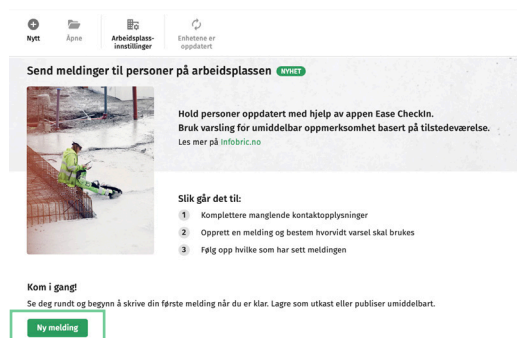 Nytt
Åpne
Arbeidsplass-
innstillinger
Enhetene er
oppdatert
Send meldinger til personer på arbeidsplassen NYHET
Hold personer oppdatert med hjelp av appen Ease CheckIn.
Bruk varsling for umiddelbar oppmerksomhet basert på tilstedeværelse.
Les mer på Infobric.no
Slik går det til:
1 Komplettere manglende kontaktopplysninger
2 Opprett en melding og bestem hvorvidt varsel skal brukes
3 Følg opp hvilke som har sett meldingen
Kom i gang!
Se deg rundt og begynn å skrive din første melding når du er klar. Lagre som utkast eller publiser umiddelbart.
Ny melding